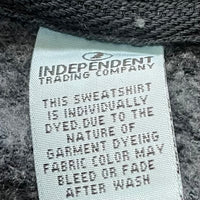 INDEPENDENT
TRADING COMPANY
THIS SWEATSHIRT
IS INDIVIDUALLY
DYED.DUE TO THE
NATURE OF
GARMENT DYEING
FABRIC COLOR MAY
BLEED OR FADE
AFTER WASH